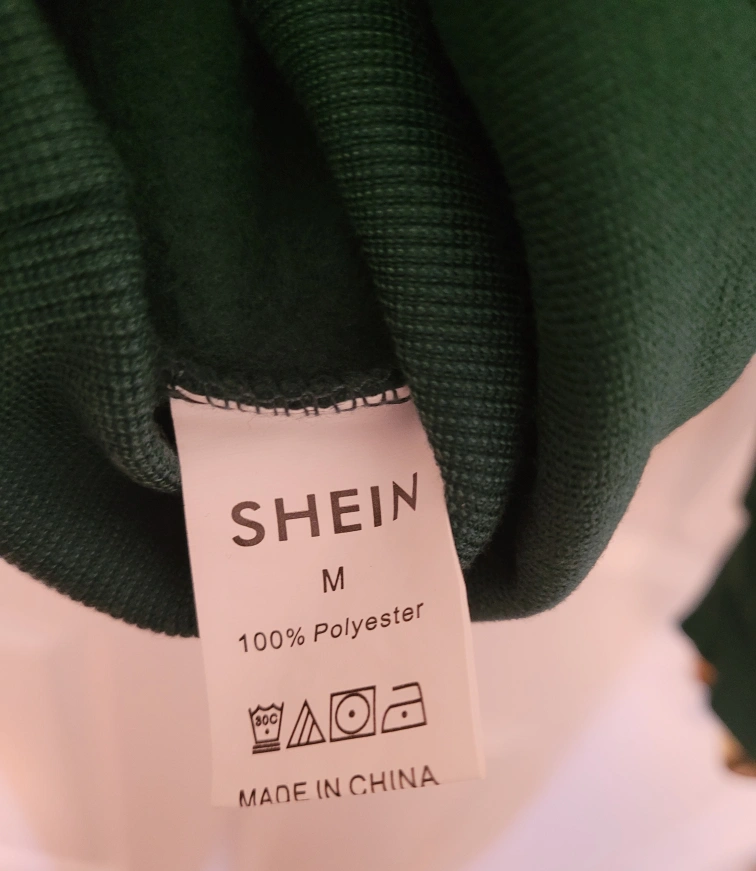 SHEIN
M
100% Polyester
30C
MADE IN CHINA